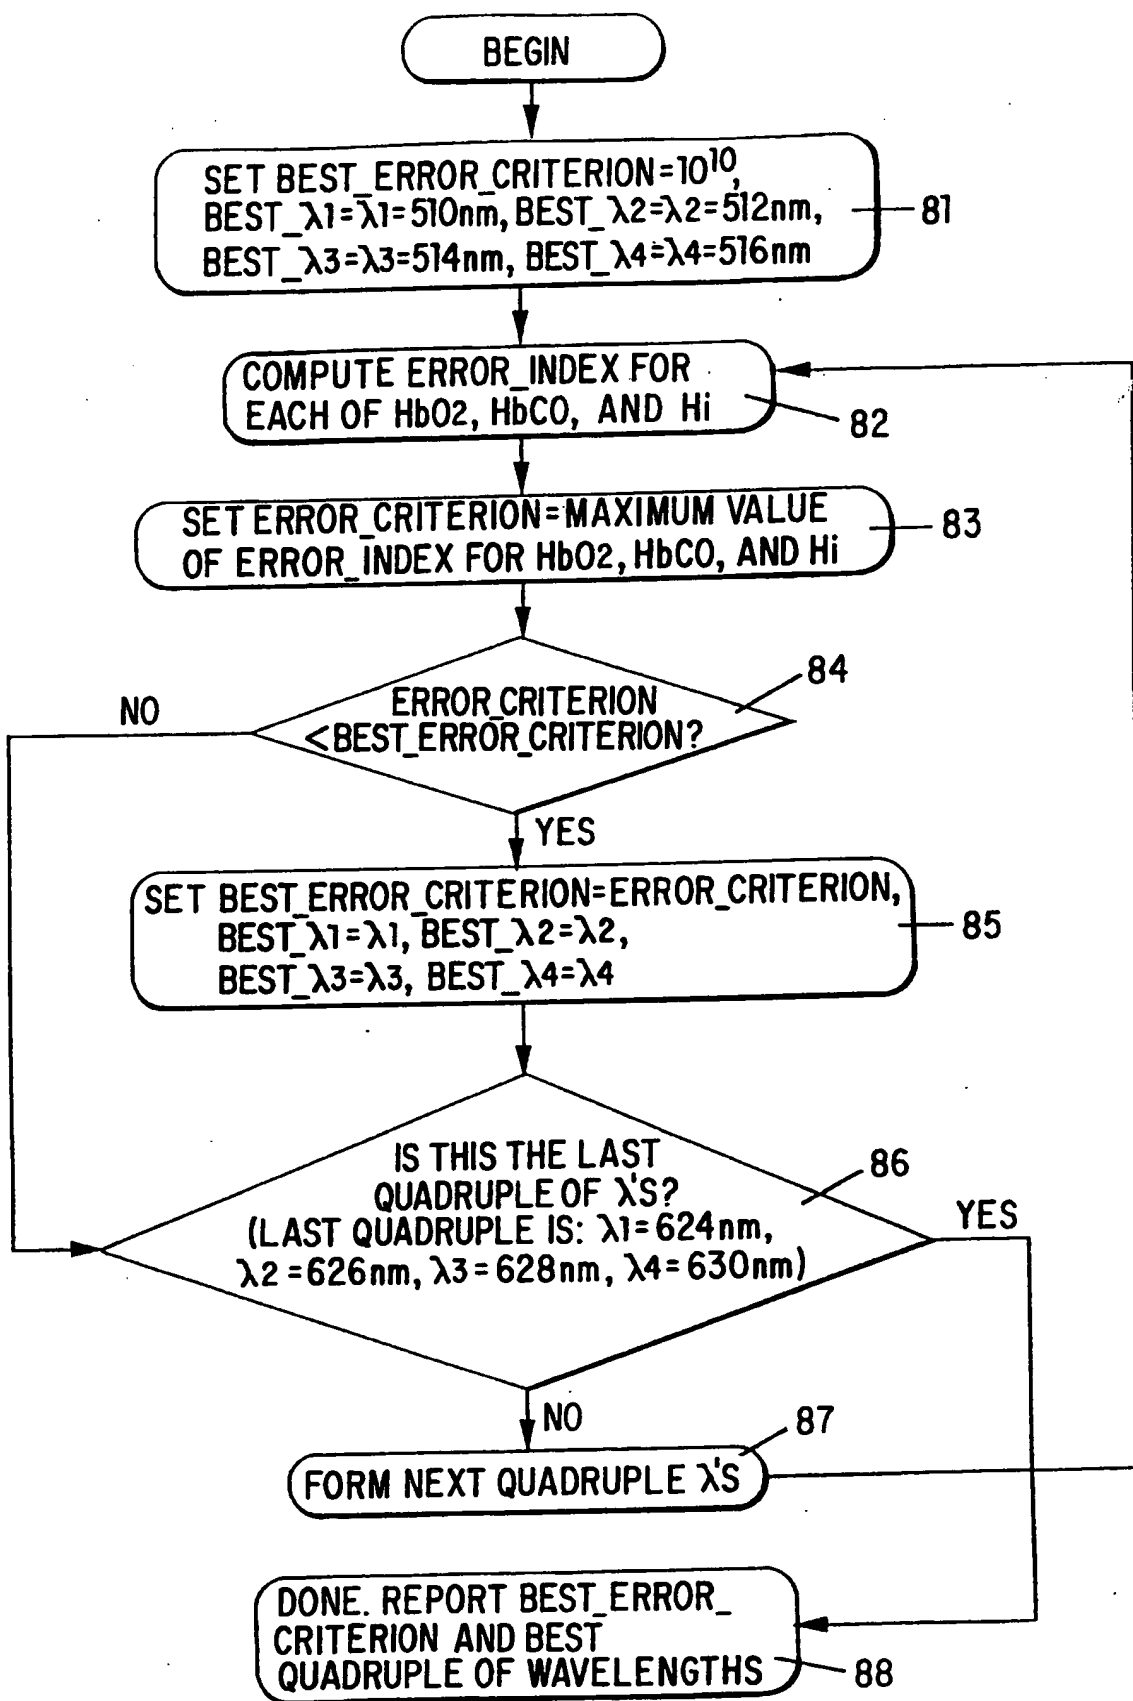 BEGIN
SET BEST_ERROR_CRITERION=10¹⁰,
BEST_λ1=λ1=510nm, BEST_λ2=λ2=512nm,
BEST_λ3=λ3=514nm, BEST_λ4=λ4=516nm
81
COMPUTE ERROR_INDEX FOR
EACH OF HbO2, HbCO, AND Hi
82
SET ERROR_CRITERION=MAXIMUM VALUE
OF ERROR_INDEX FOR HbO2, HbCO, AND Hi
83
84
NO
ERROR_CRITERION
<BEST_ERROR_CRITERION?
YES
SET BEST_ERROR_CRITERION=ERROR_CRITERION,
BEST_λ1=λ1, BEST_λ2=λ2,
BEST_λ3=λ3, BEST_λ4=λ4
85
IS THIS THE LAST
QUADRUPLE OF λ'S?
(LAST QUADRUPLE IS: λ1=624nm,
λ2=626nm, λ3=628nm, λ4=630nm)
86
YES
NO
87
FORM NEXT QUADRUPLE λ'S
DONE. REPORT BEST_ERROR_
CRITERION AND BEST
QUADRUPLE OF WAVELENGTHS
88